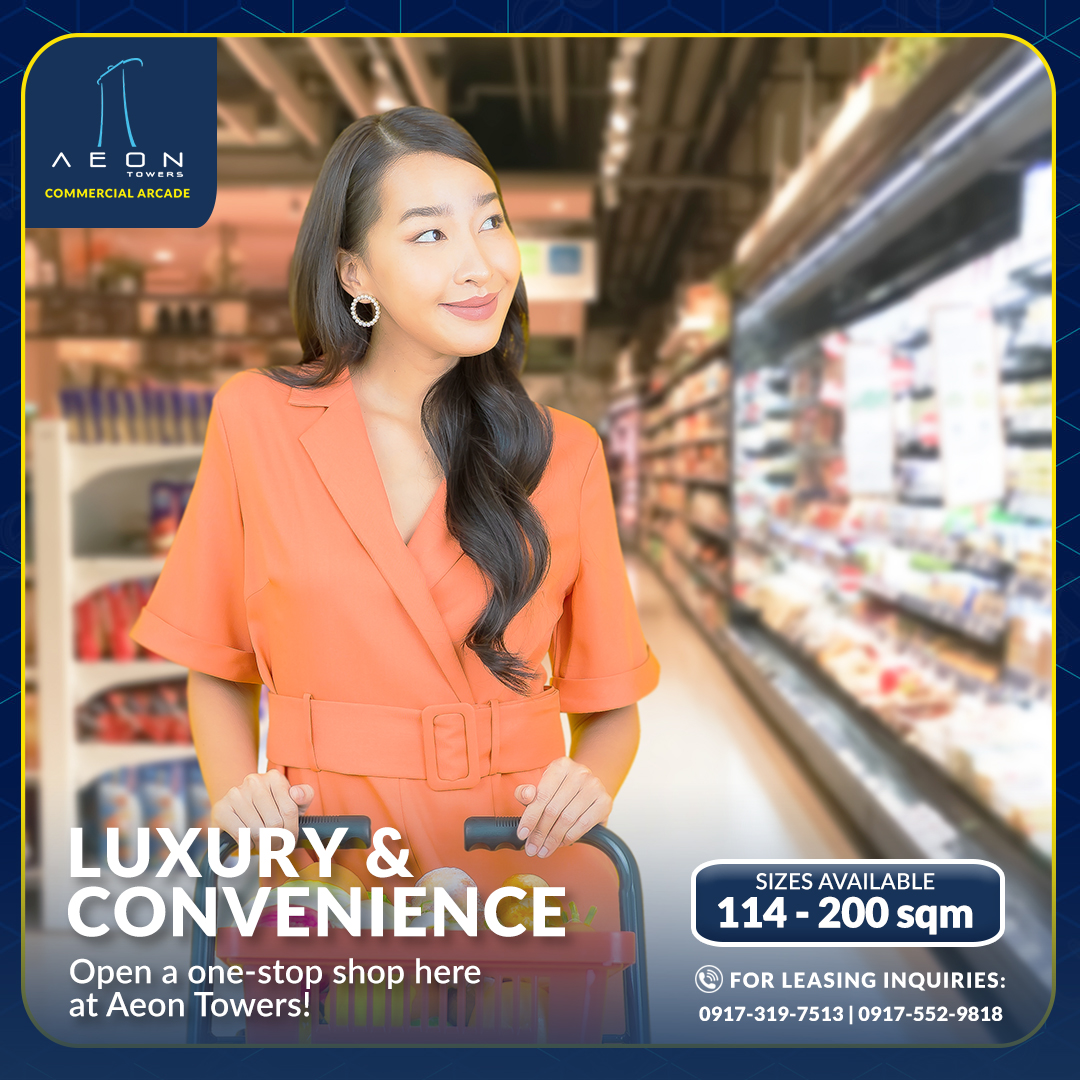 AEON
TOWERS
COMMERCIAL ARCADE
LUXURY &
CONVENIENCE
Open a one-stop shop here
at Aeon Towers!
SIZES AVAILABLE
114 - 200 sqm
FOR LEASING INQUIRIES:
0917-319-7513 | 0917-552-9818